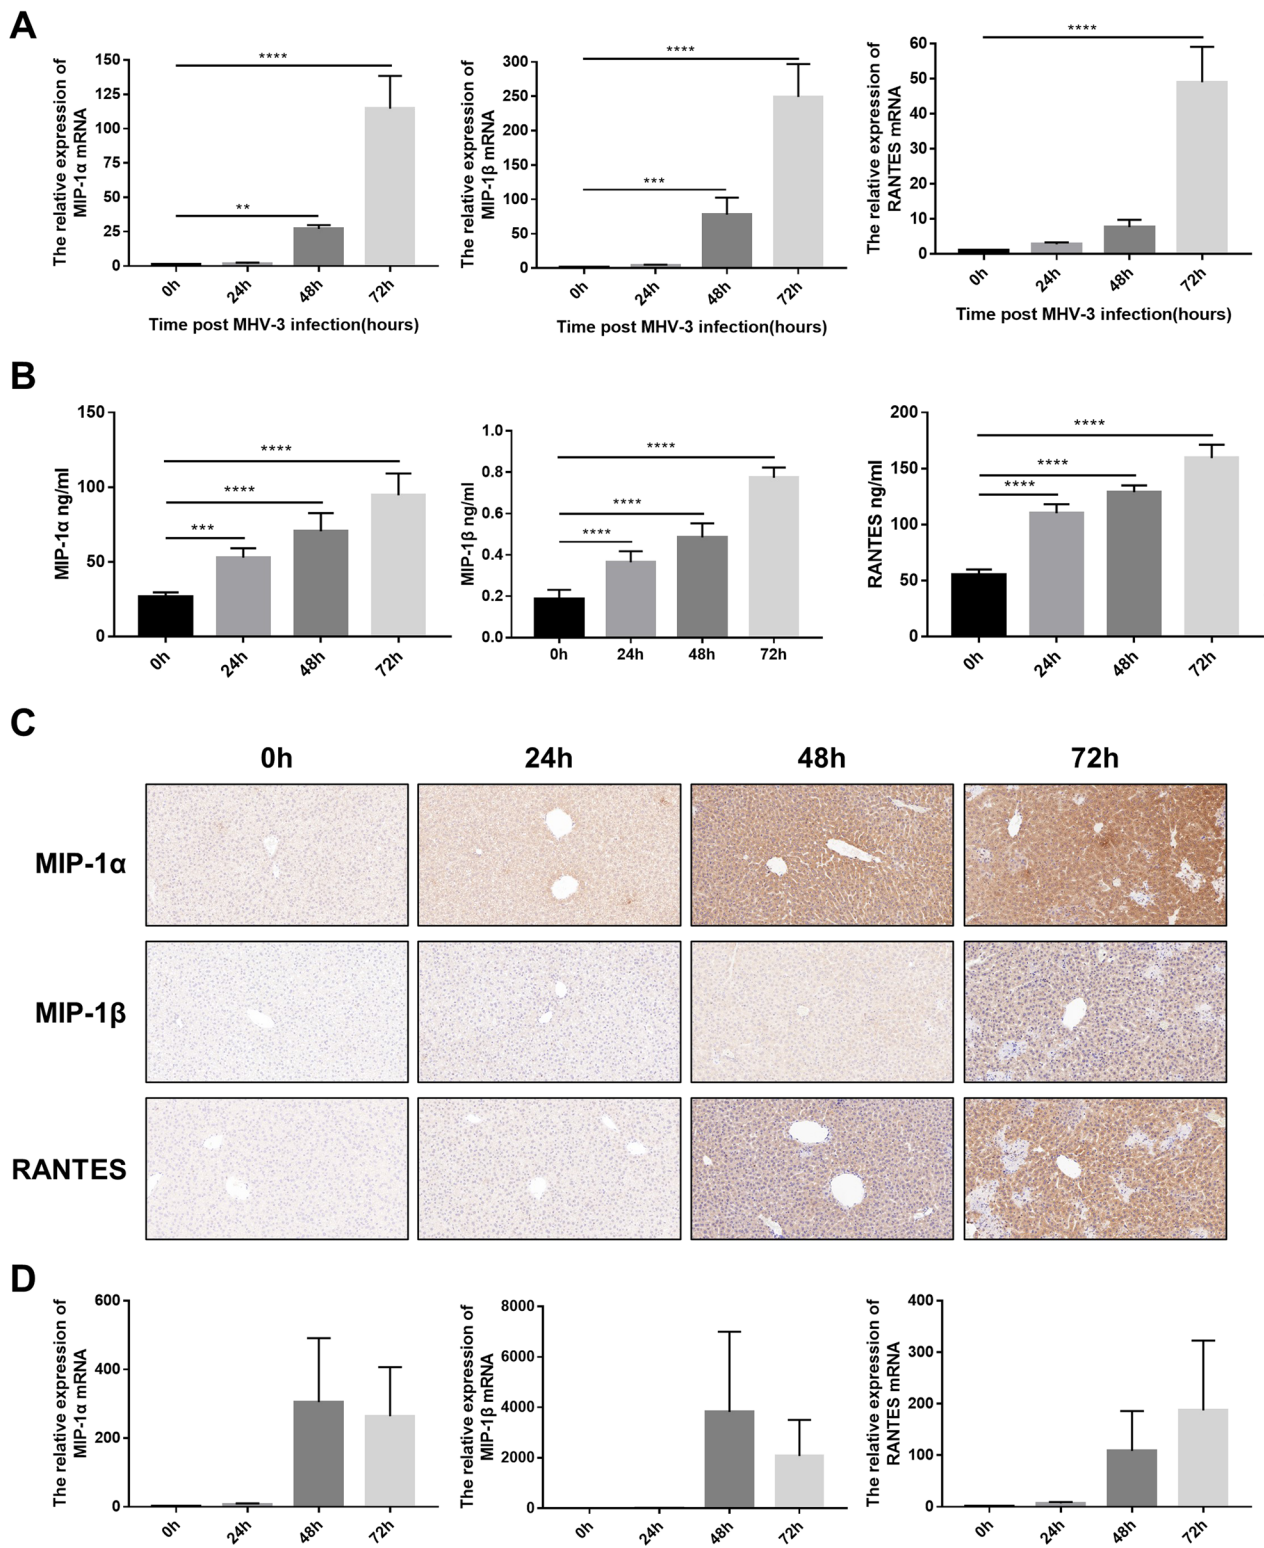 A
The relative expression of
MIP-1α mRNA
150
125
100
75
50
25
0
****
**
0h
24h
48h
72h
Time post MHV-3 infection(hours)
The relative expression of
MIP-1β mRNA
300
250
200
150
100
50
0
****
***
0h
24h
48h
72h
Time post MHV-3 infection(hours)
The relative expression of
RANTES mRNA
60
50
40
30
20
10
0
****
0h
24h
48h
72h
Time post MHV-3 infection(hours)
B
MIP-1α ng/ml
150
100
50
0
****
****
***
0h
24h
48h
72h
MIP-1β ng/ml
1.0
0.8
0.6
0.4
0.2
0.0
****
****
****
0h
24h
48h
72h
RANTES ng/ml
200
150
100
50
0
****
****
****
0h
24h
48h
72h
C
0h
24h
48h
72h
MIP-1α
MIP-1β
RANTES
D
The relative expression of
MIP-1α mRNA
600
400
200
0
0h
24h
48h
72h
The relative expression of
MIP-1β mRNA
8000
6000
4000
2000
0
0h
24h
48h
72h
The relative expression of
RANTES mRNA
400
300
200
100
0
0h
24h
48h
72h